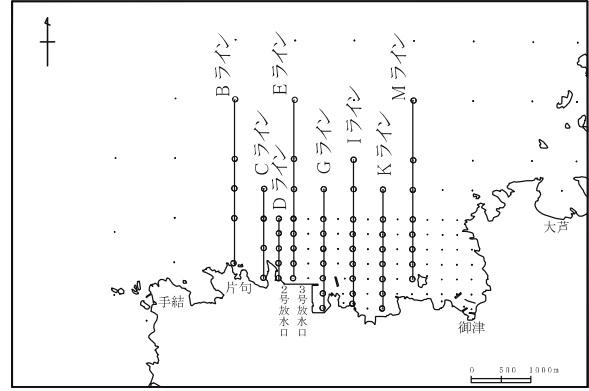 Bライン
Cライン
Dライン
Eライン
Gライン
Iライン
Kライン
Mライン
大芦
片句
手結
2号放水口
3号放水口
御津
0 500 1000m